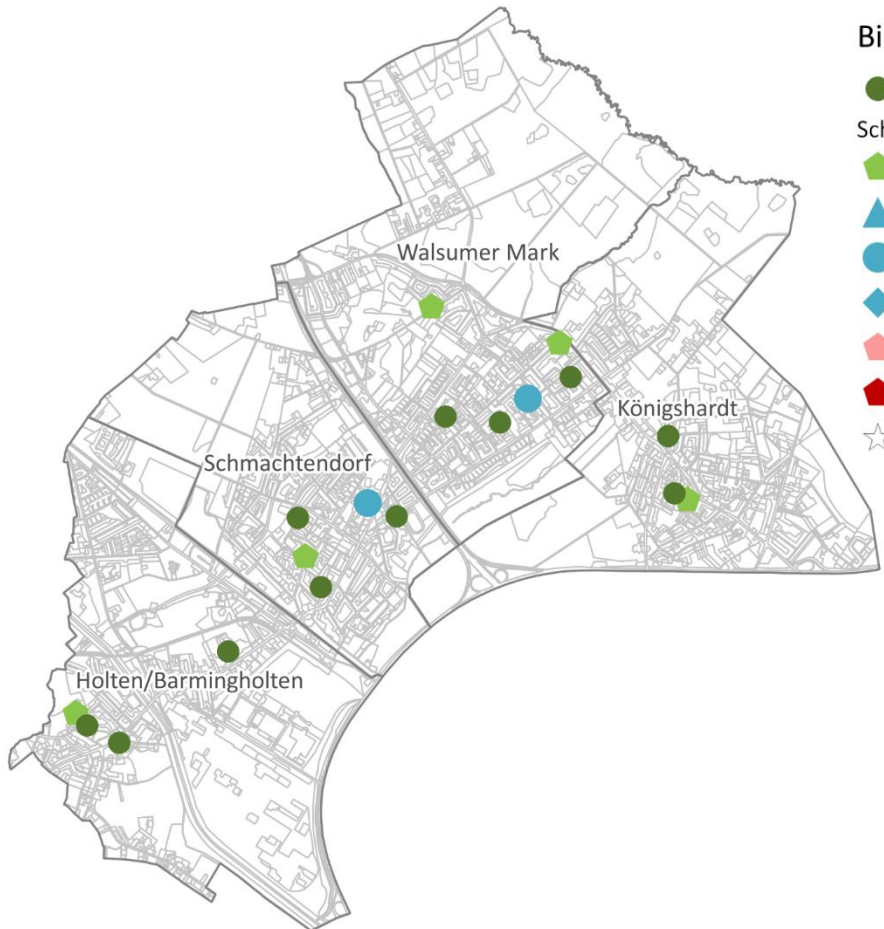 Bi
Sch
Walsumer Mark
Königshardt
Schmachtendorf
Holten/Barmingholten